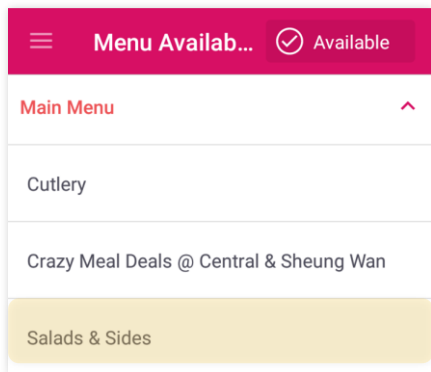 Menu Availab... Available
Main Menu
Cutlery
Crazy Meal Deals @ Central & Sheung Wan
Salads & Sides